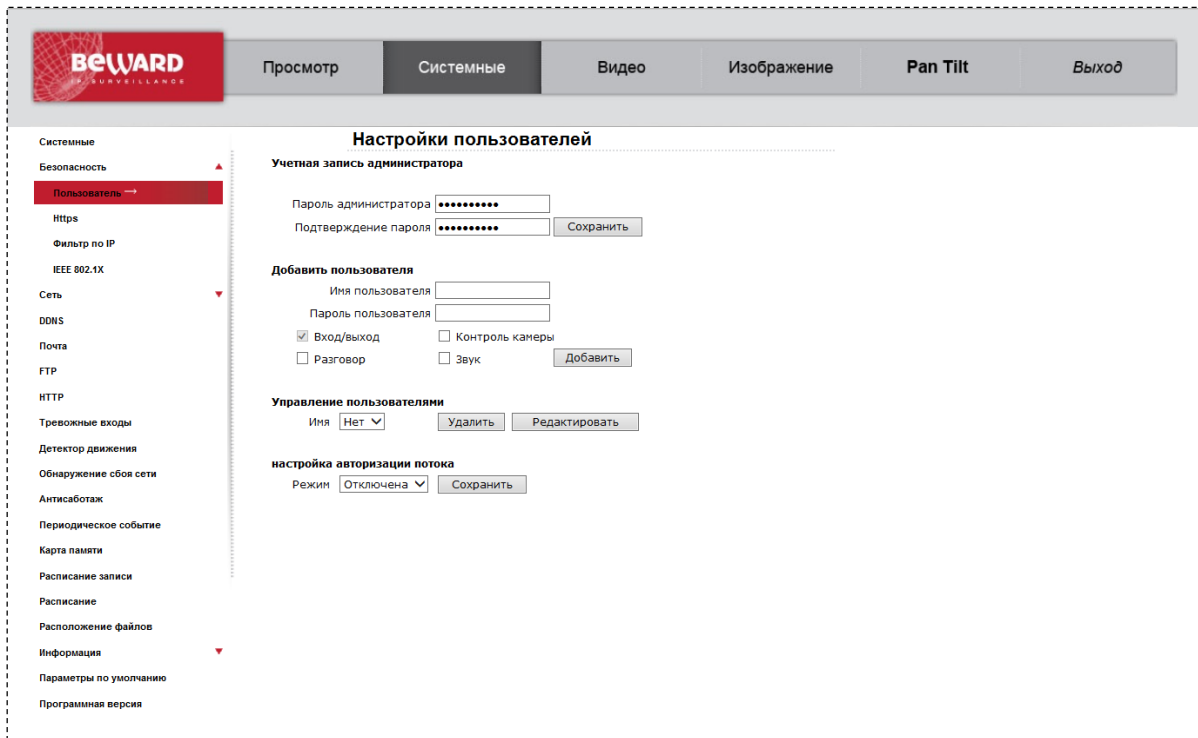 BEWARD
IP SURVEILLANCE
Просмотр
Системные
Видео
Изображение
Pan Tilt
Выход
Системные
Безопасность
Пользователь →
Https
Фильтр по IP
IEEE 802.1X
Сеть
DDNS
Почта
FTP
HTTP
Тревожные входы
Детектор движения
Обнаружение сбоя сети
Антисаботаж
Периодическое событие
Карта памяти
Расписание записи
Расписание
Расположение файлов
Информация
Параметры по умолчанию
Программная версия
Настройки пользователей
Учетная запись администратора
Пароль администратора ••••••••••
Подтверждение пароля •••••••••• Сохранить
Добавить пользователя
Имя пользователя
Пароль пользователя
Вход/выход Контроль камеры
Разговор Звук Добавить
Управление пользователями
Имя Нет Удалить Редактировать
настройка авторизации потока
Режим Отключена Сохранить